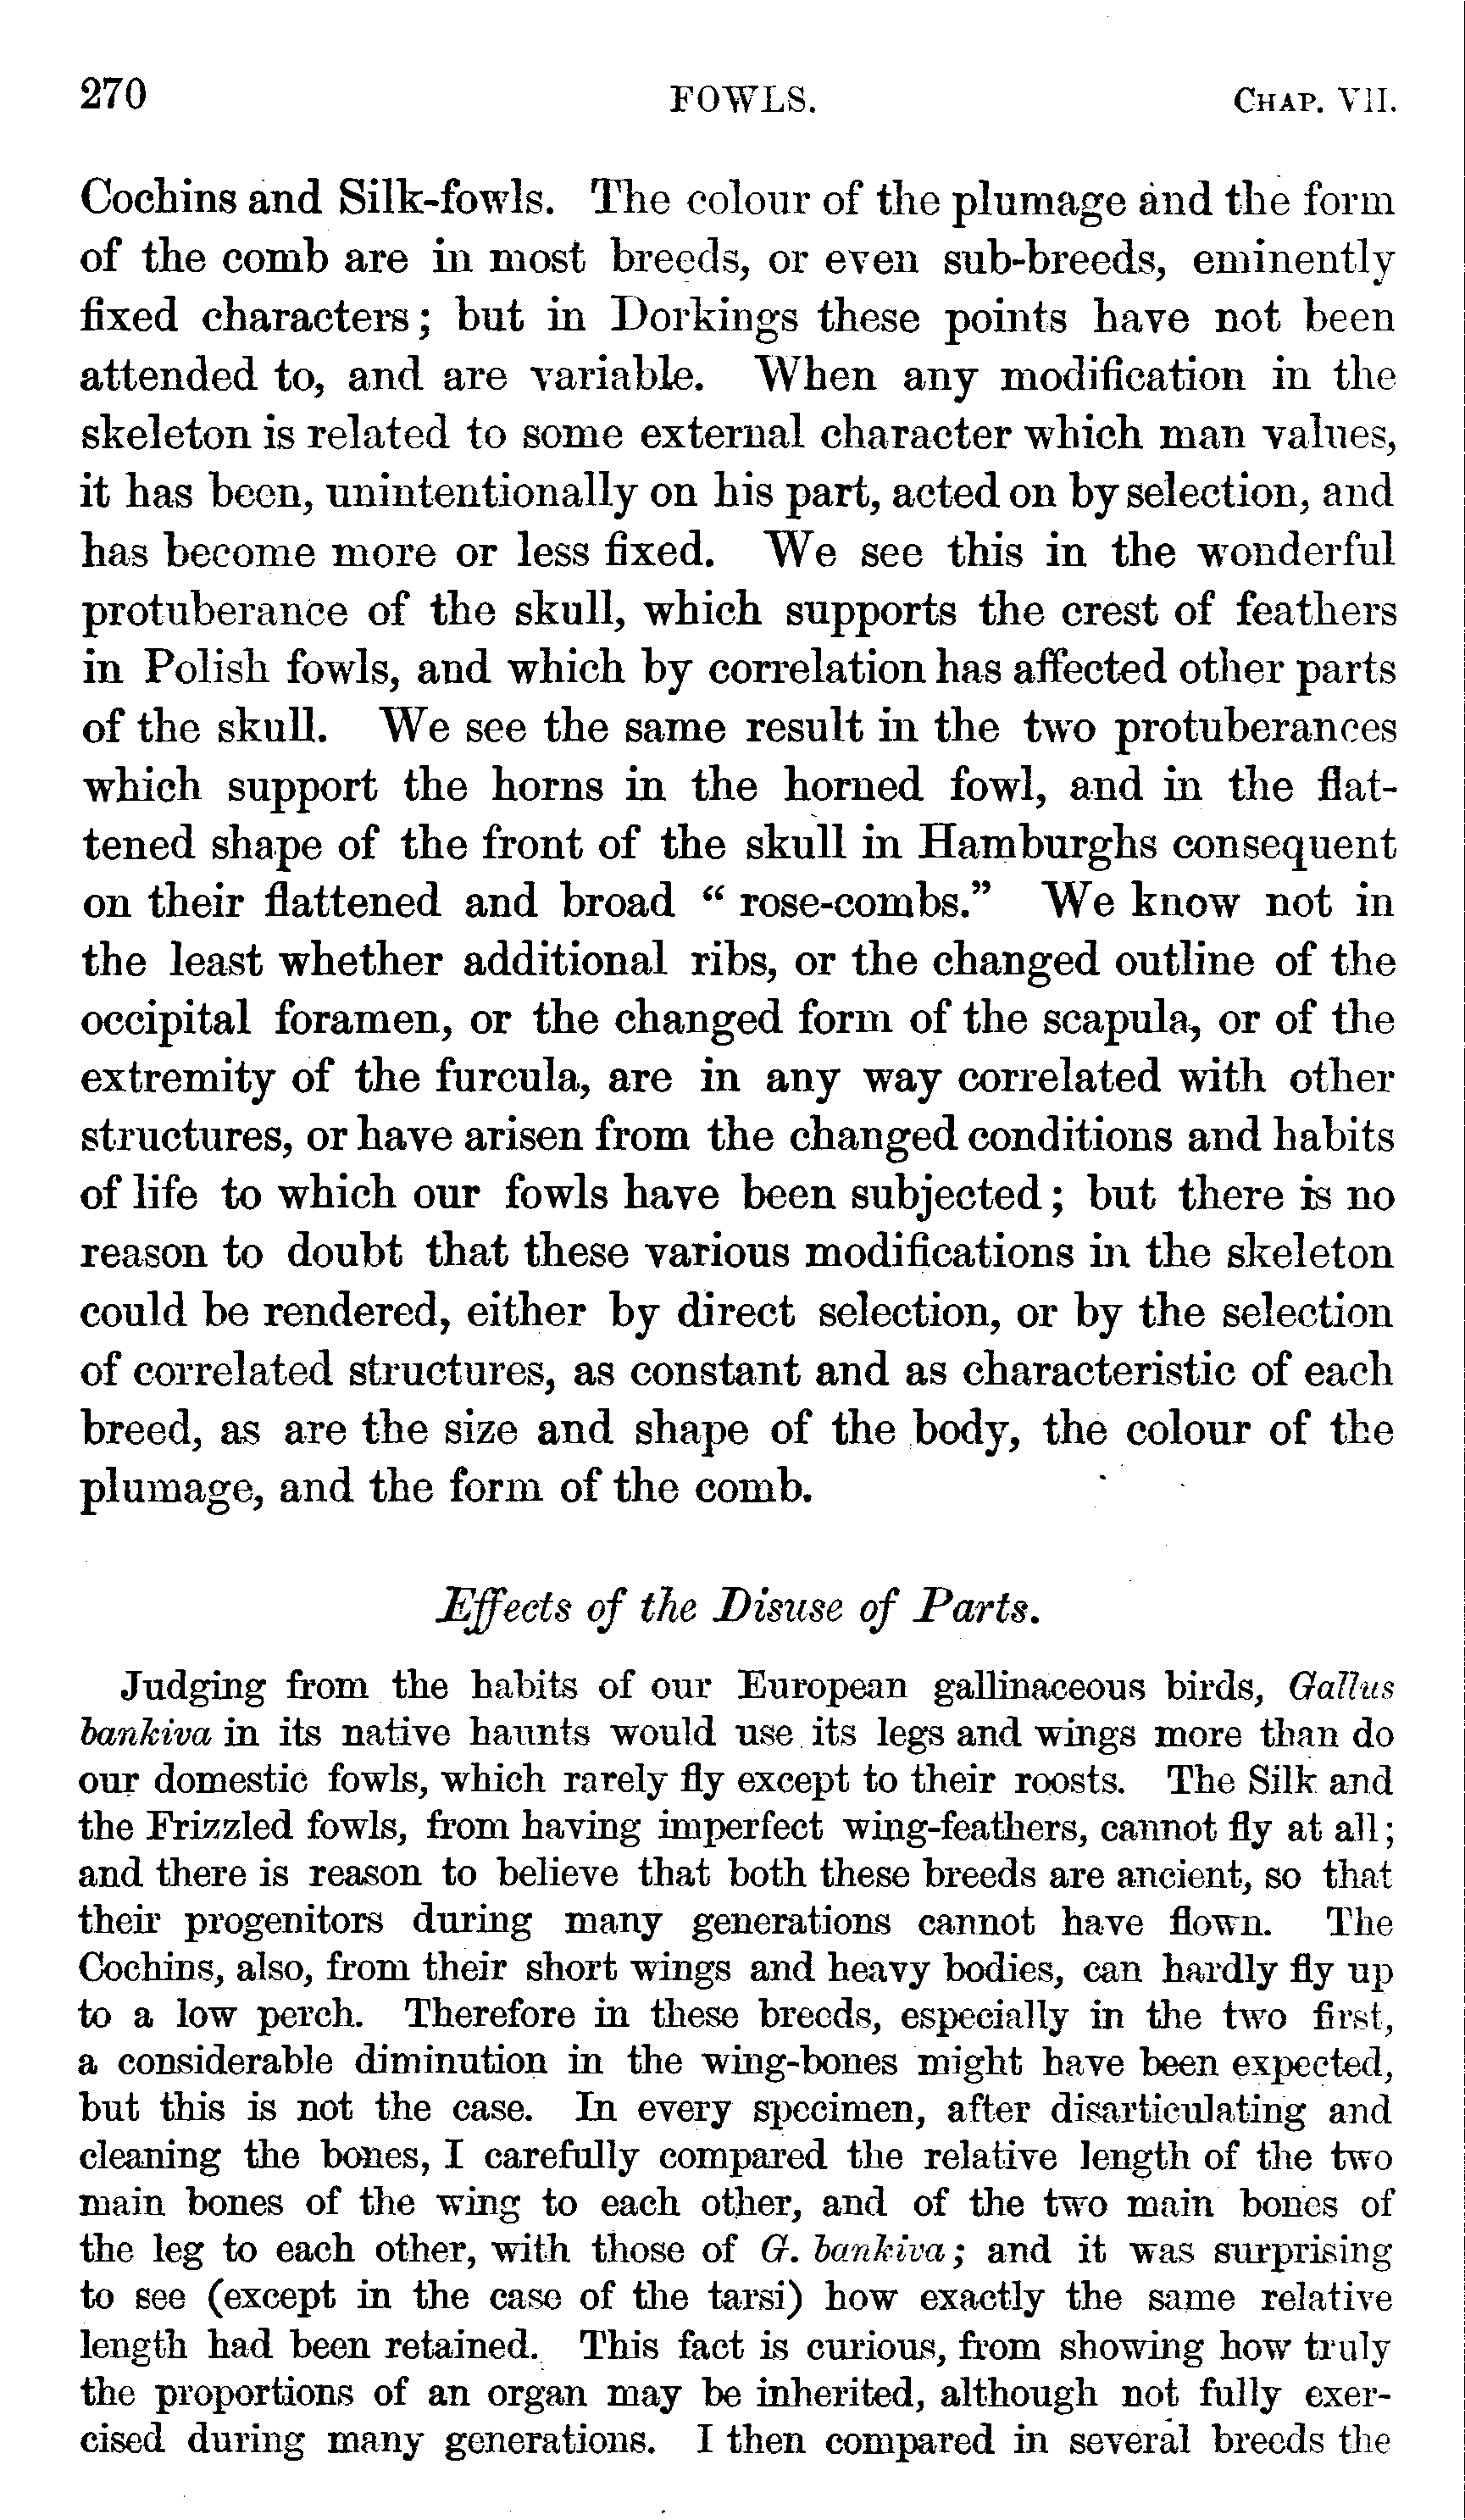 270 FOWLS. CHAP. VII.
Cochins and Silk-fowls. The colour of the plumage and the form
of the comb are in most breeds, or even sub-breeds, eminently
fixed characters; but in Dorkings these points have not been
attended to, and are variable. When any modification in the
skeleton is related to some external character which man values,
it has been, unintentionally on his part, acted on by selection, and
has become more or less fixed. We see this in the wonderful
protuberance of the skull, which supports the crest of feathers
in Polish fowls, and which by correlation has affected other parts
of the skull. We see the same result in the two protuberances
which support the horns in the horned fowl, and in the flat-
tened shape of the front of the skull in Hamburghs consequent
on their flattened and broad “ rose-combs.” We know not in
the least whether additional ribs, or the changed outline of the
occipital foramen, or the changed form of the scapula, or of the
extremity of the furcula, are in any way correlated with other
structures, or have arisen from the changed conditions and habits
of life to which our fowls have been subjected; but there is no
reason to doubt that these various modifications in the skeleton
could be rendered, either by direct selection, or by the selection
of correlated structures, as constant and as characteristic of each
breed, as are the size and shape of the body, the colour of the
plumage, and the form of the comb.
Effects of the Disuse of Parts.
Judging from the habits of our European gallinaceous birds, Gallus
bankiva in its native haunts would use its legs and wings more than do
our domestic fowls, which rarely fly except to their roosts. The Silk and
the Frizzled fowls, from having imperfect wing-feathers, cannot fly at all;
and there is reason to believe that both these breeds are ancient, so that
their progenitors during many generations cannot have flown. The
Cochins, also, from their short wings and heavy bodies, can hardly fly up
to a low perch. Therefore in these breeds, especially in the two first,
a considerable diminution in the wing-bones might have been expected,
but this is not the case. In every specimen, after disarticulating and
cleaning the bones, I carefully compared the relative length of the two
main bones of the wing to each other, and of the two main bones of
the leg to each other, with those of G. bankiva; and it was surprising
to see (except in the case of the tarsi) how exactly the same relative
length had been retained. This fact is curious, from showing how truly
the proportions of an organ may be inherited, although not fully exer-
cised during many generations. I then compared in several breeds the